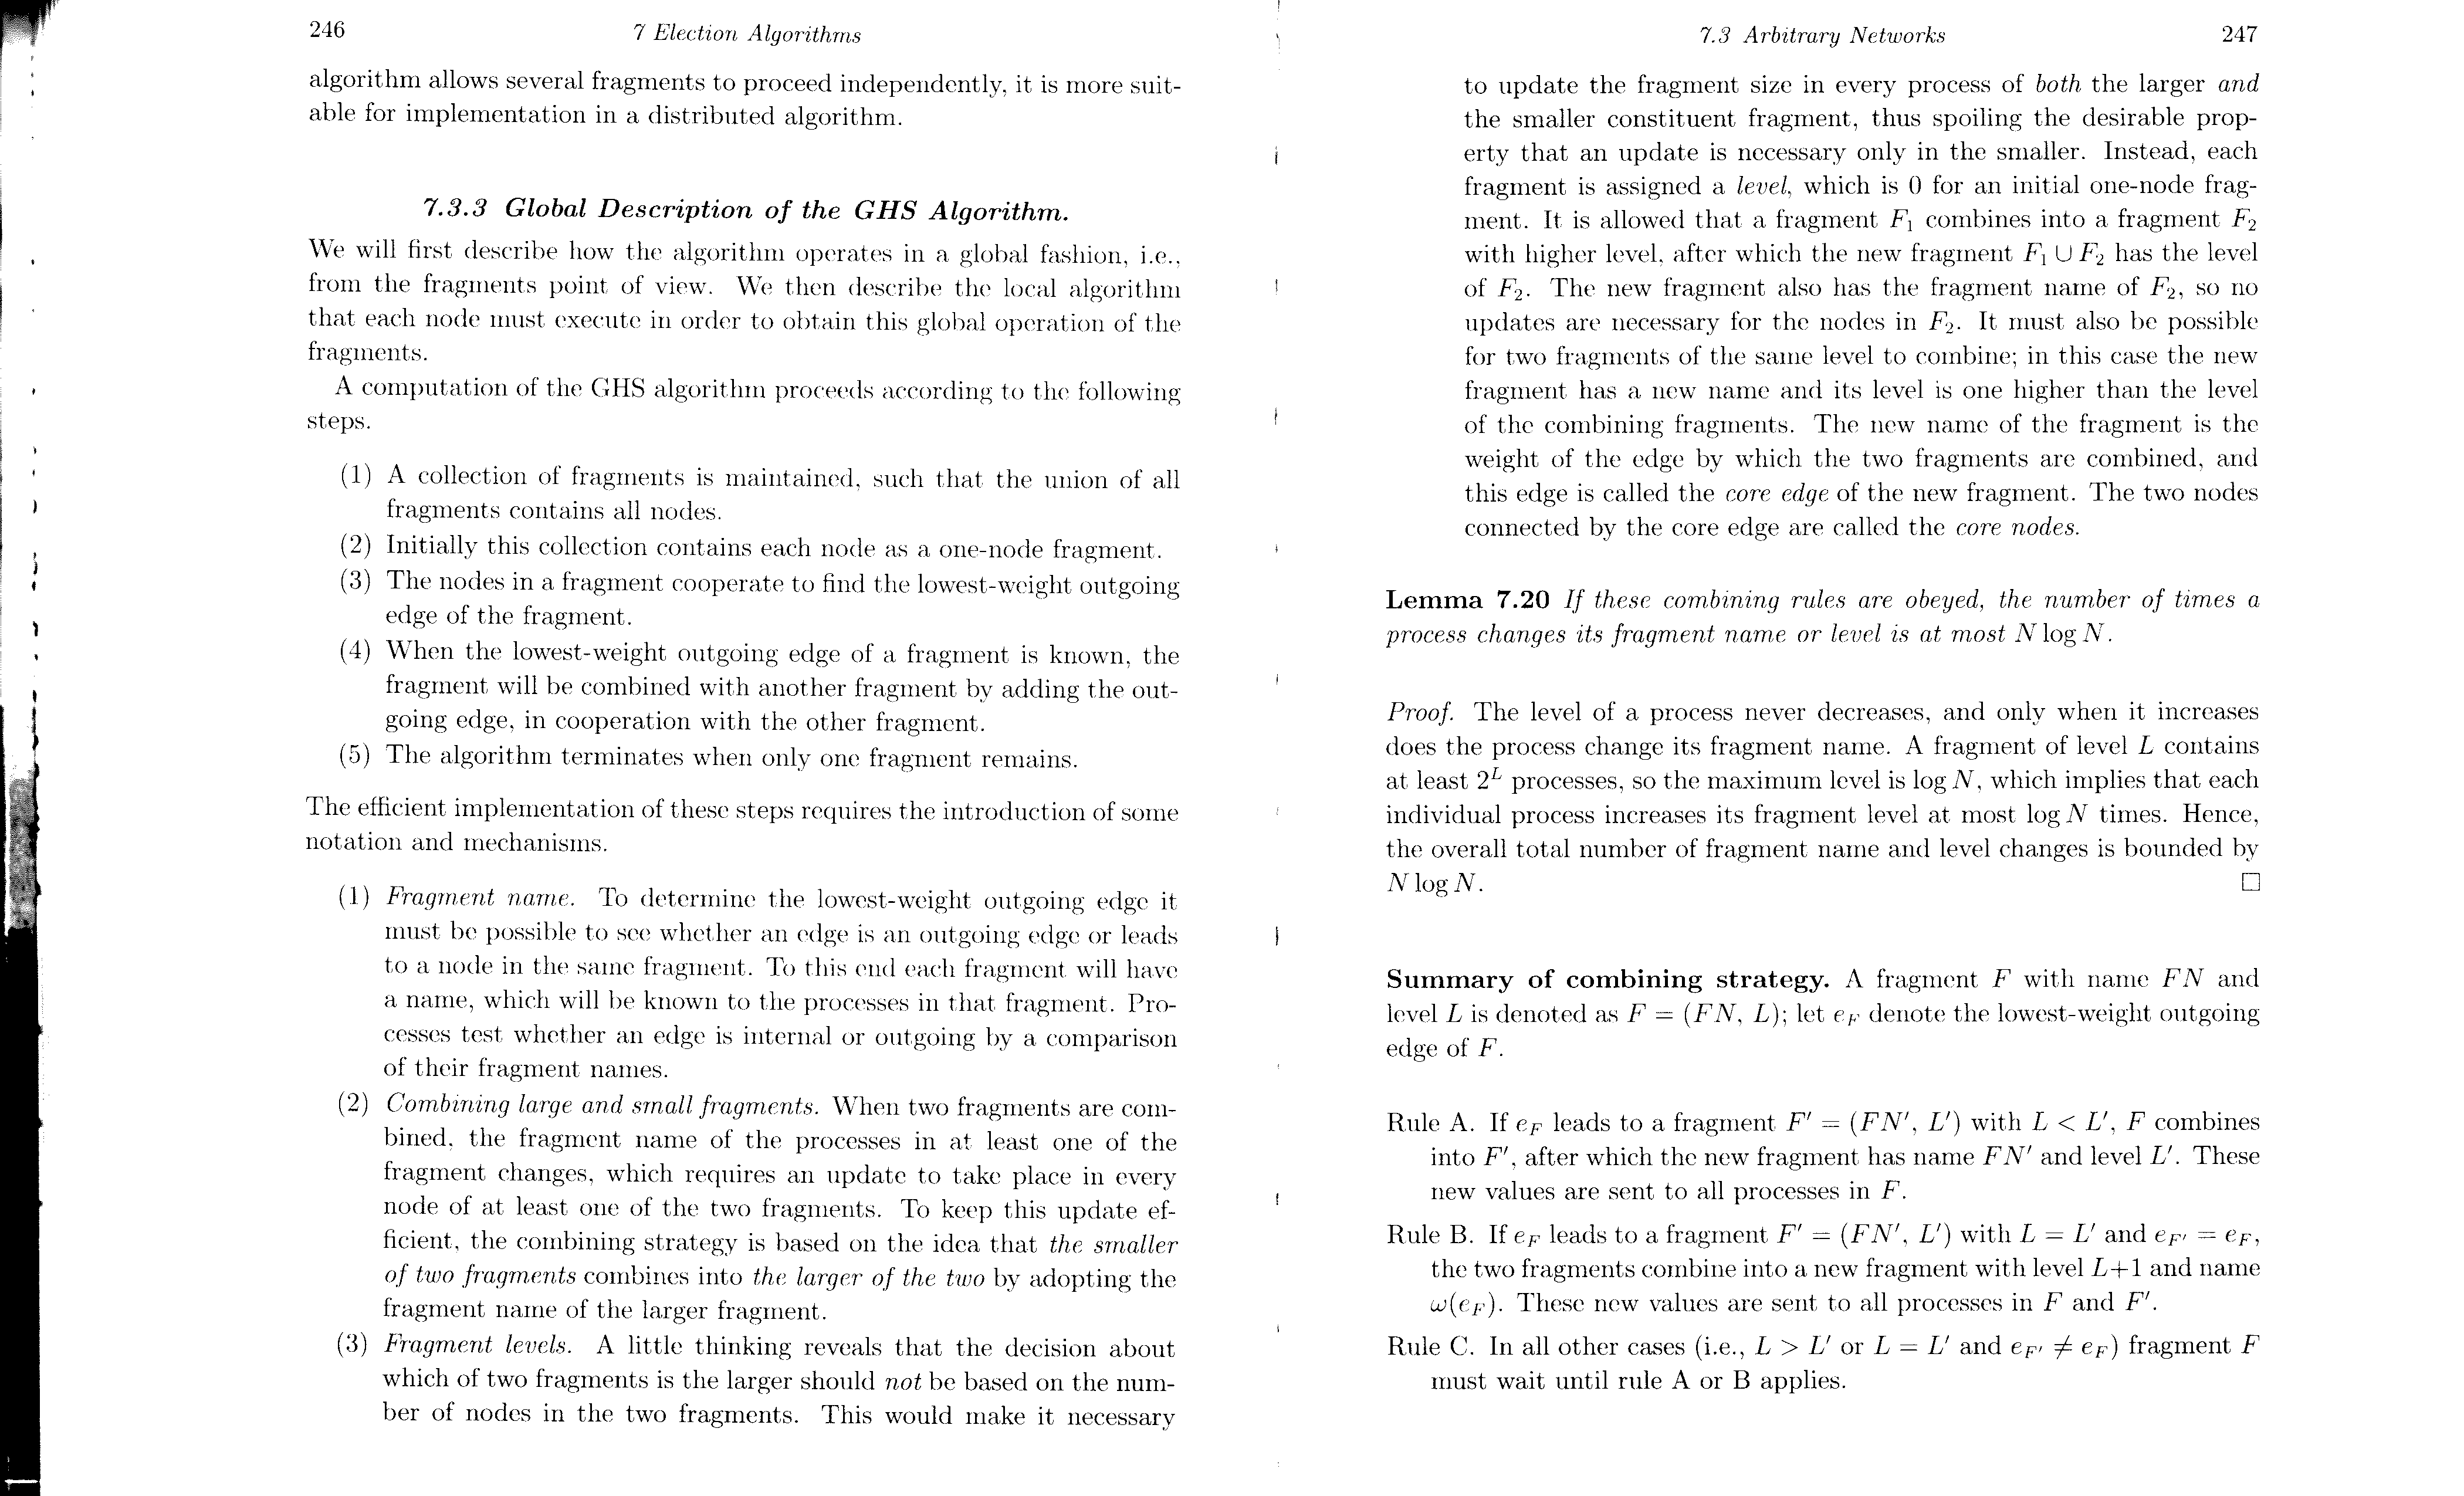 246
7 Election Algorithms
algorithm allows several fragments to proceed independently, it is more suit-
able for implementation in a distributed algorithm.
7.3.3 Global Description of the GHS Algorithm.
We will first describe how the algorithm operates in a global fashion, i.e.,
from the fragments point of view. We then describe the local algorithm
that each node must execute in order to obtain this global operation of the
fragments.
A computation of the GHS algorithm proceeds according to the following
steps.
(1) A collection of fragments is maintained, such that the union of all
fragments contains all nodes.
(2) Initially this collection contains each node as a one-node fragment.
(3) The nodes in a fragment cooperate to find the lowest-weight outgoing
edge of the fragment.
(4) When the lowest-weight outgoing edge of a fragment is known, the
fragment will be combined with another fragment by adding the out-
going edge, in cooperation with the other fragment.
(5) The algorithm terminates when only one fragment remains.
The efficient implementation of these steps requires the introduction of some
notation and mechanisms.
(1) Fragment name. To determine the lowest-weight outgoing edge it
must be possible to see whether an edge is an outgoing edge or leads
to a node in the same fragment. To this end each fragment will have
a name, which will be known to the processes in that fragment. Pro-
cesses test whether an edge is internal or outgoing by a comparison
of their fragment names.
(2) Combining large and small fragments. When two fragments are com-
bined, the fragment name of the processes in at least one of the
fragment changes, which requires an update to take place in every
node of at least one of the two fragments. To keep this update ef-
ficient, the combining strategy is based on the idea that the smaller
of two fragments combines into the larger of the two by adopting the
fragment name of the larger fragment.
(3) Fragment levels. A little thinking reveals that the decision about
which of two fragments is the larger should not be based on the num-
ber of nodes in the two fragments. This would make it necessary
7.3 Arbitrary Networks
247
to update the fragment size in every process of both the larger and
the smaller constituent fragment, thus spoiling the desirable prop-
erty that an update is necessary only in the smaller. Instead, each
fragment is assigned a level, which is 0 for an initial one-node frag-
ment. It is allowed that a fragment F₁ combines into a fragment F₂
with higher level, after which the new fragment F₁ ∪ F₂ has the level
of F₂. The new fragment also has the fragment name of F₂, so no
updates are necessary for the nodes in F₂. It must also be possible
for two fragments of the same level to combine; in this case the new
fragment has a new name and its level is one higher than the level
of the combining fragments. The new name of the fragment is the
weight of the edge by which the two fragments are combined, and
this edge is called the core edge of the new fragment. The two nodes
connected by the core edge are called the core nodes.
Lemma 7.20 If these combining rules are obeyed, the number of times a
process changes its fragment name or level is at most N log N.
Proof. The level of a process never decreases, and only when it increases
does the process change its fragment name. A fragment of level L contains
at least 2^L processes, so the maximum level is log N, which implies that each
individual process increases its fragment level at most log N times. Hence,
the overall total number of fragment name and level changes is bounded by
N log N. □
Summary of combining strategy. A fragment F with name FN and
level L is denoted as F = (FN, L); let e_F denote the lowest-weight outgoing
edge of F.
Rule A. If e_F leads to a fragment F′ = (FN′, L′) with L < L′, F combines
into F′, after which the new fragment has name FN′ and level L′. These
new values are sent to all processes in F.
Rule B. If e_F leads to a fragment F′ = (FN′, L′) with L = L′ and e_F′ = e_F,
the two fragments combine into a new fragment with level L+1 and name
ω(e_F). These new values are sent to all processes in F and F′.
Rule C. In all other cases (i.e., L > L′ or L = L′ and e_F′ ≠ e_F) fragment F
must wait until rule A or B applies.